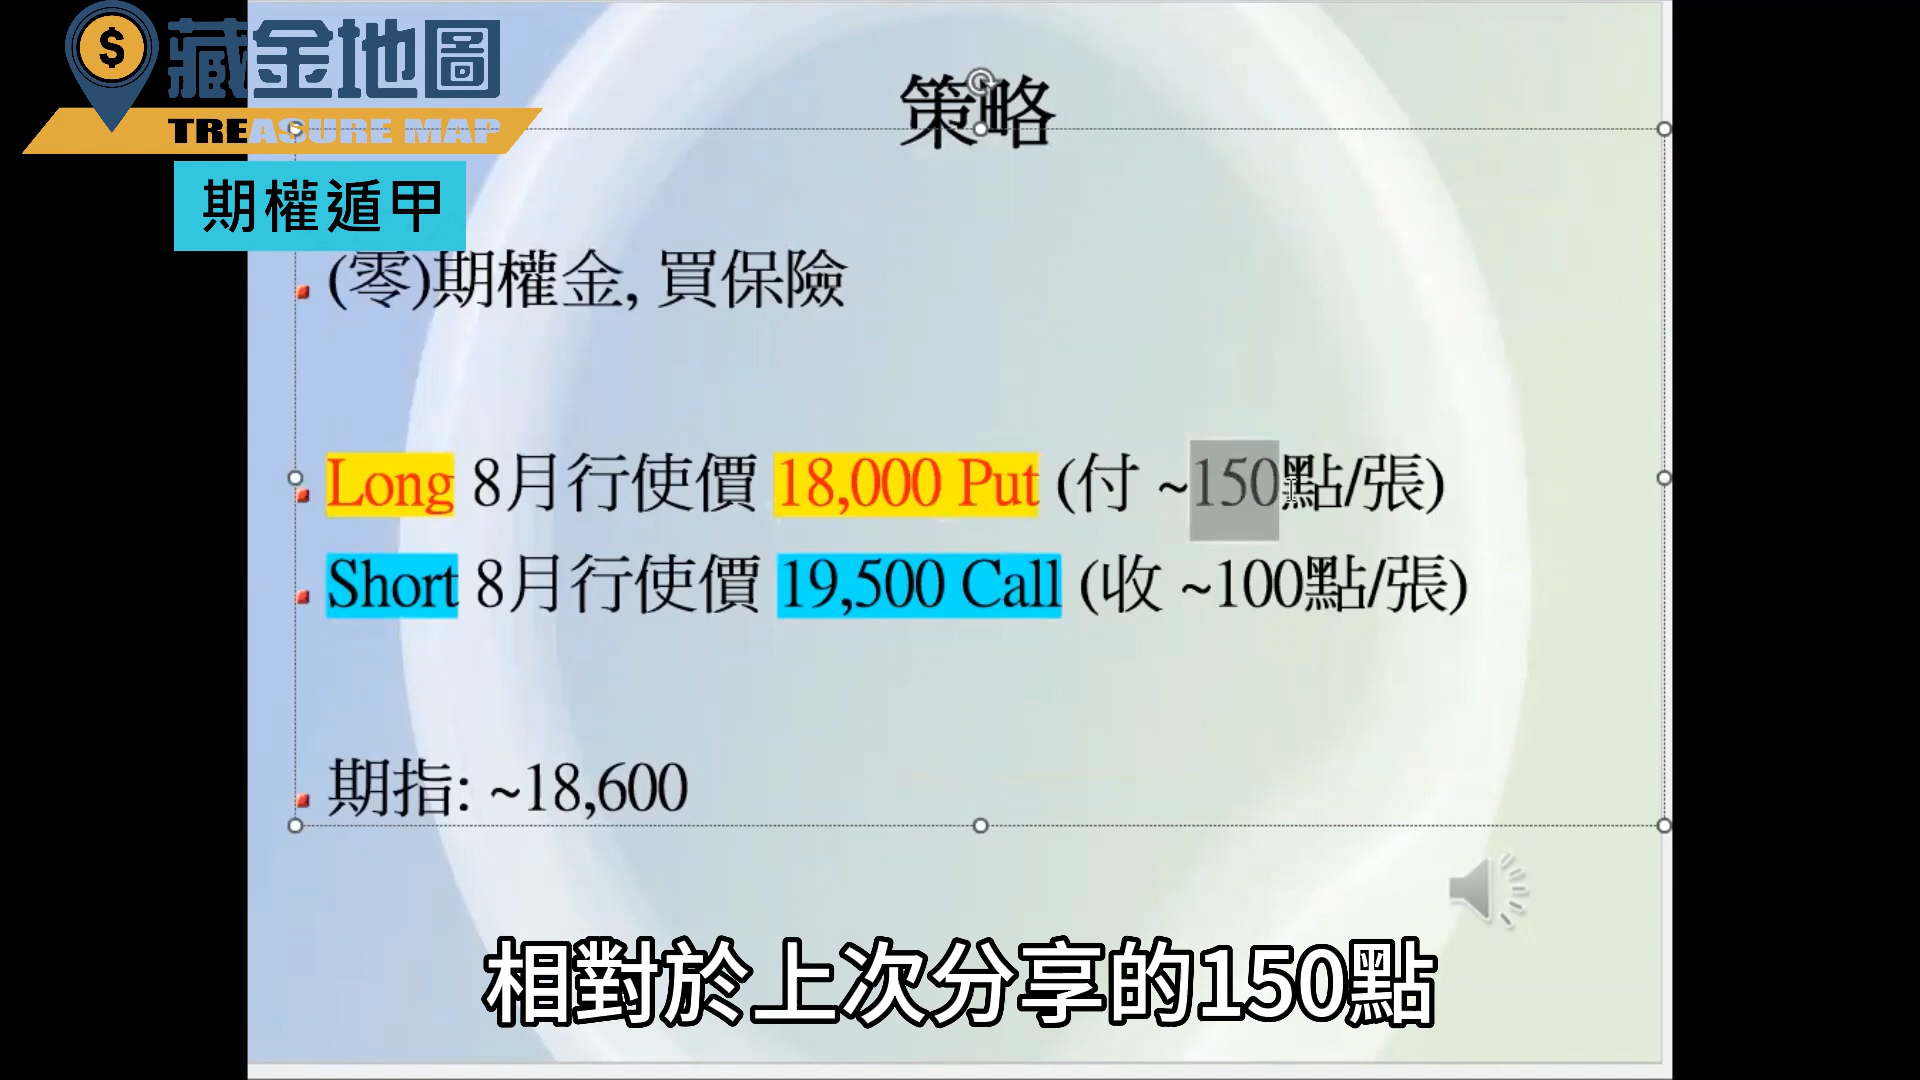 藏金地圖
TREASURE MAP
期權遁甲
策略
(零)期權金, 買保險
Long 8月行使價 18,000 Put (付 ~150點/張)
Short 8月行使價 19,500 Call (收 ~100點/張)
期指: ~18,600
相對於上次分享的150點